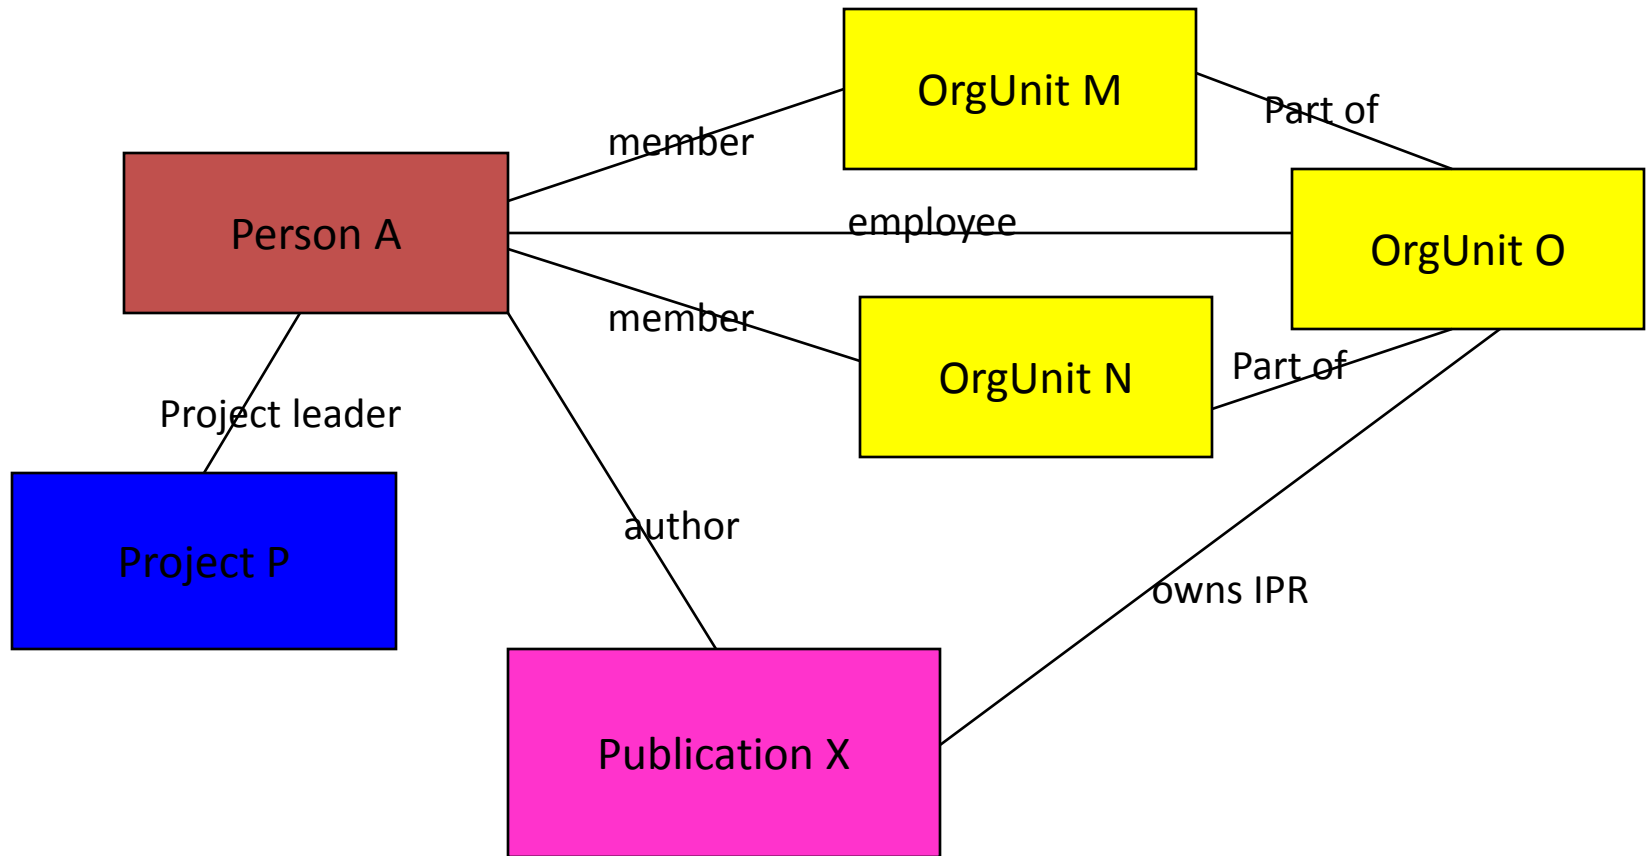 OrgUnit M
Part of
member
Person A
employee
OrgUnit O
member
OrgUnit N
Part of
Project leader
author
Project P
owns IPR
Publication X